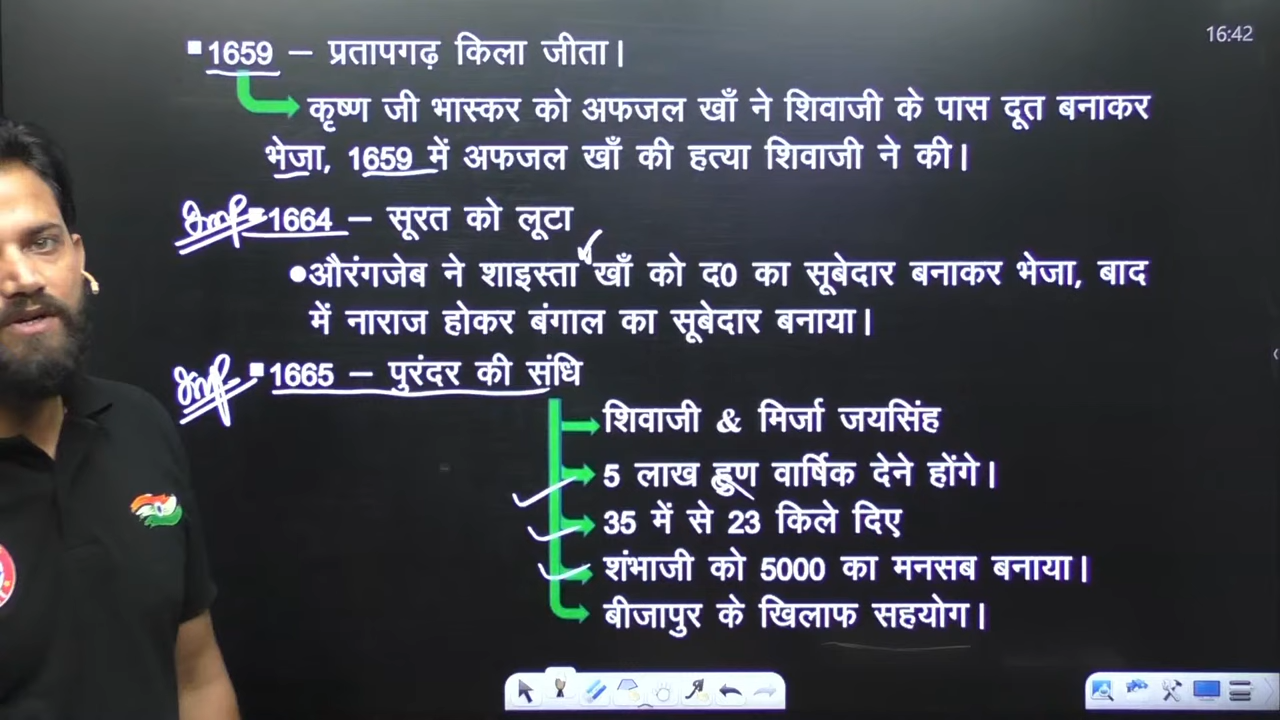 16:42
▪1659 – प्रतापगढ़ किला जीता।
कृष्ण जी भास्कर को अफजल खाँ ने शिवाजी के पास दूत बनाकर
भेजा, 1659 में अफजल खाँ की हत्या शिवाजी ने की।
Imp ▪1664 – सूरत को लूटा
●औरंगजेब ने शाइस्ता खाँ को द0 का सूबेदार बनाकर भेजा, बाद
में नाराज होकर बंगाल का सूबेदार बनाया।
Imp ▪1665 – पुरंदर की संधि
शिवाजी & मिर्जा जयसिंह
5 लाख हुण वार्षिक देने होंगे।
35 में से 23 किले दिए
शंभाजी को 5000 का मनसब बनाया।
बीजापुर के खिलाफ सहयोग।